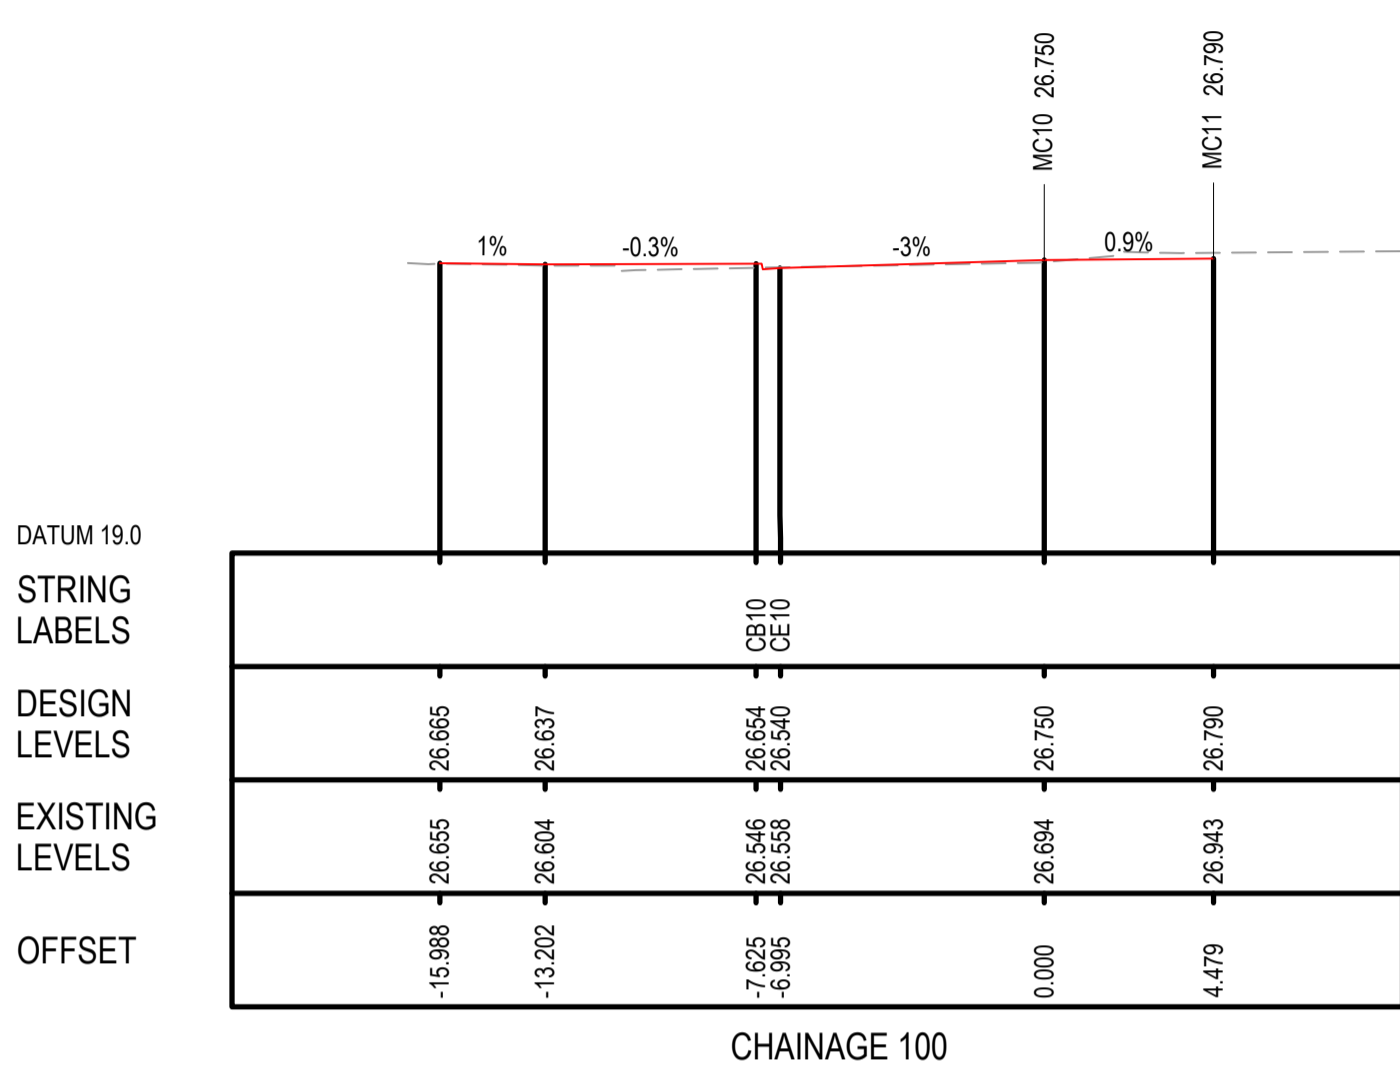 MC10 26.750
MC11 26.790
1%
-0.3%
-3%
0.9%
DATUM 19.0
STRING
LABELS
CB10
CE10
DESIGN
LEVELS
26.665
26.637
26.654
26.540
26.750
26.790
EXISTING
LEVELS
26.655
26.604
26.546
26.558
26.694
26.943
OFFSET
-15.988
-13.202
-7.625
-6.995
0.000
4.479
CHAINAGE 100